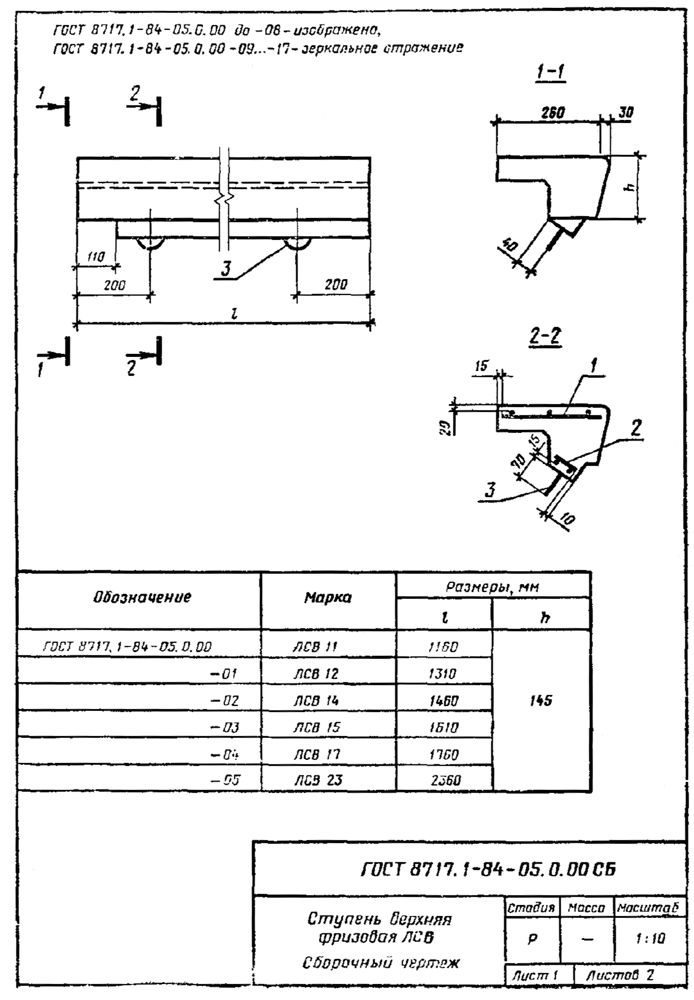 ГОСТ 8717.1-84-05.0.00 до -08-изображено,
ГОСТ 8717.1-84-05.0.00 -09...-17- зеркальное отражение
1-1
1
2
260
30
h
40
110
3
200
200
l
1
2
2-2
15
1
20
2
15
70
3
10
Обозначение
Марка
Размеры, мм
l
h
ГОСТ 8717.1-84-05.0.00
ЛСВ 11
1160
-01
ЛСВ 12
1310
-02
ЛСВ 14
1460
145
-03
ЛСВ 15
1610
-04
ЛСВ 17
1760
-05
ЛСВ 23
2360
ГОСТ 8717.1-84-05.0.00 СБ
Ступень верхняя
фризовая ЛСВ
Сборочный чертеж
Стадия
Масса
Масштаб
Р
—
1:10
Лист 1
Листов 2